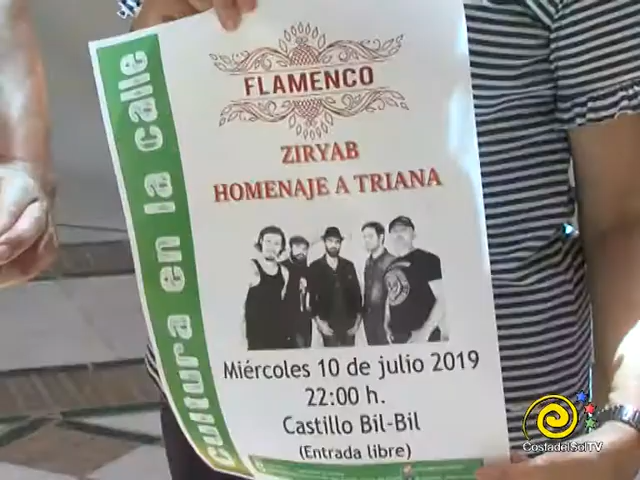 cultura en la calle
FLAMENCO
ZIRYAB
HOMENAJE A TRIANA
Miércoles 10 de julio 2019
22:00 h.
Castillo Bil-Bil
(Entrada libre)
CostadelSolTV